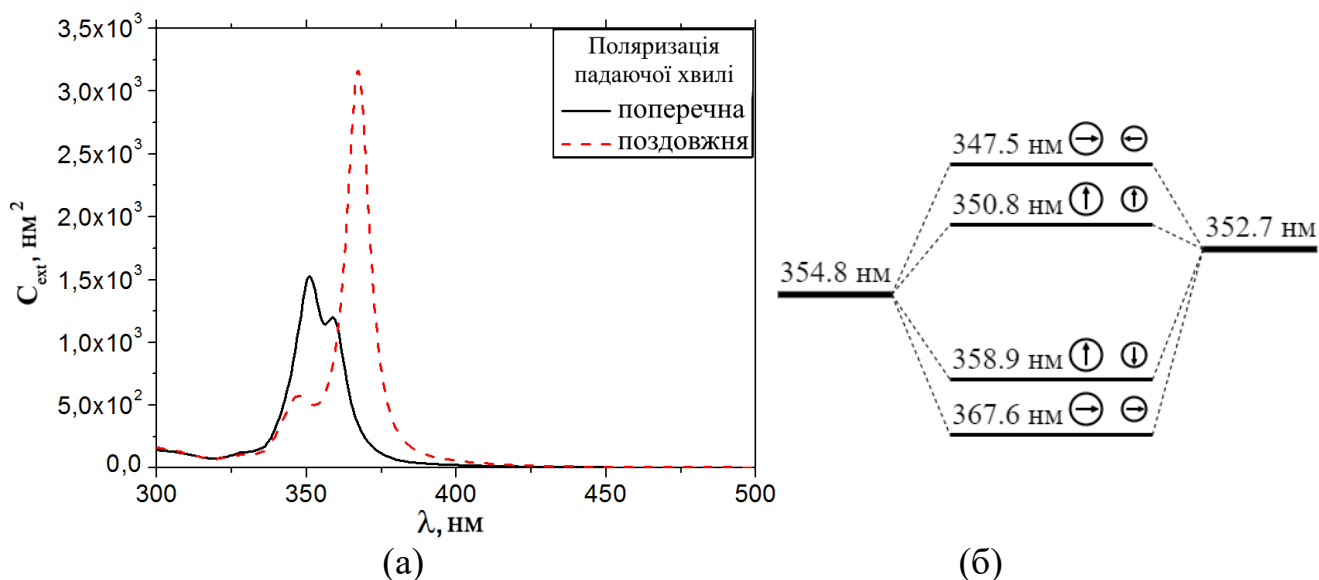 3,5x10³
3,0x10³
2,5x10³
2,0x10³
1,5x10³
1,0x10³
5,0x10²
0,0
C_ext, нм²
Поляризація
падаючої хвилі
поперечна
поздовжня
300
350
400
450
500
λ, нм
(а)
347.5 нм
350.8 нм
352.7 нм
354.8 нм
358.9 нм
367.6 нм
(б)